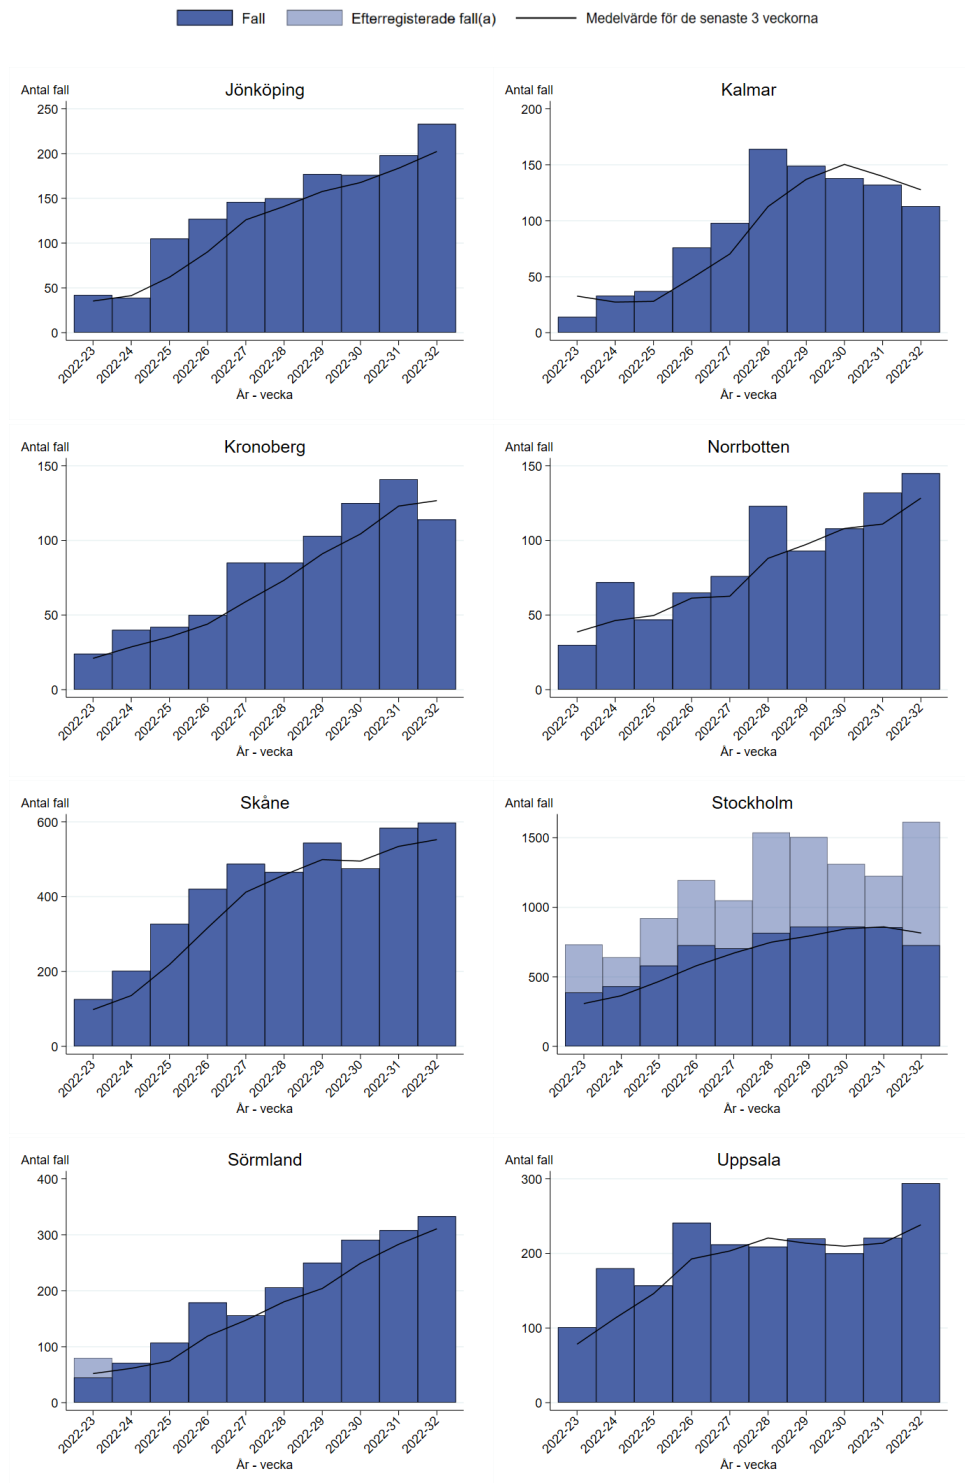 Fall Efterregisterade fall(a) Medelvärde för de senaste 3 veckorna
Antal fall
Jönköping
250
200
150
100
50
0
2022-23 2022-24 2022-25 2022-26 2022-27 2022-28 2022-29 2022-30 2022-31 2022-32
År - vecka
Antal fall
Kalmar
200
150
100
50
0
2022-23 2022-24 2022-25 2022-26 2022-27 2022-28 2022-29 2022-30 2022-31 2022-32
År - vecka
Antal fall
Kronoberg
150
100
50
0
2022-23 2022-24 2022-25 2022-26 2022-27 2022-28 2022-29 2022-30 2022-31 2022-32
År - vecka
Antal fall
Norrbotten
150
100
50
0
2022-23 2022-24 2022-25 2022-26 2022-27 2022-28 2022-29 2022-30 2022-31 2022-32
År - vecka
Antal fall
Skåne
600
400
200
0
2022-23 2022-24 2022-25 2022-26 2022-27 2022-28 2022-29 2022-30 2022-31 2022-32
År - vecka
Antal fall
Stockholm
1500
1000
500
0
2022-23 2022-24 2022-25 2022-26 2022-27 2022-28 2022-29 2022-30 2022-31 2022-32
År - vecka
Antal fall
Sörmland
400
300
200
100
0
2022-23 2022-24 2022-25 2022-26 2022-27 2022-28 2022-29 2022-30 2022-31 2022-32
År - vecka
Antal fall
Uppsala
300
200
100
0
2022-23 2022-24 2022-25 2022-26 2022-27 2022-28 2022-29 2022-30 2022-31 2022-32
År - vecka